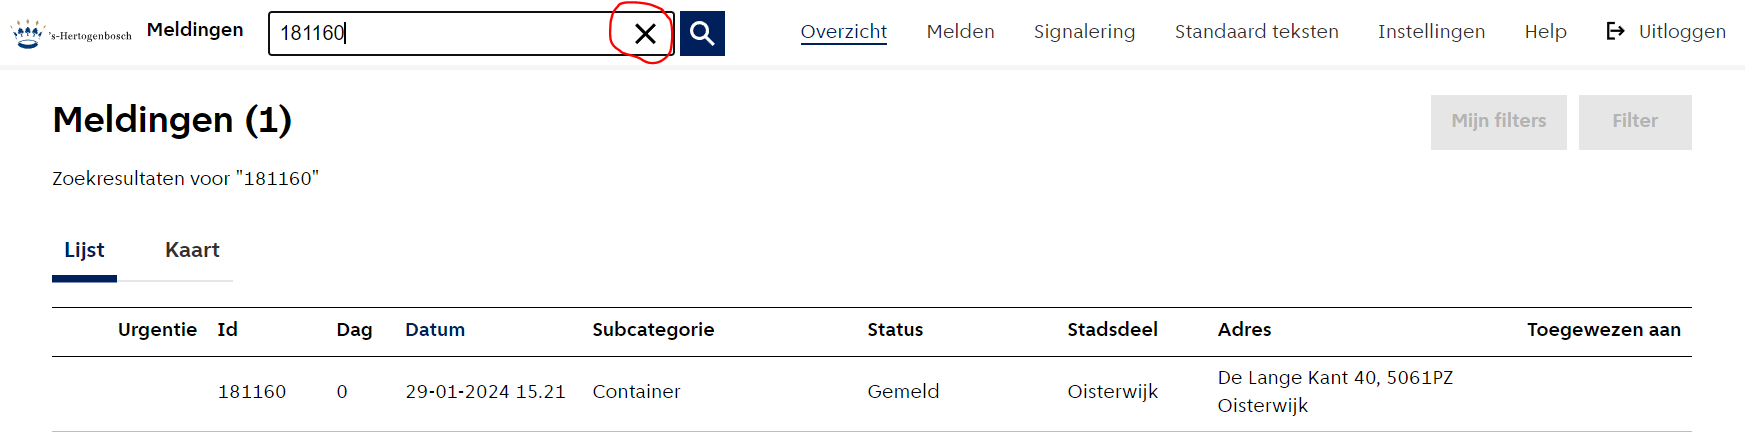 's-Hertogenbosch Meldingen 181160 Overzicht Melden Signalering Standaard teksten Instellingen Help Uitloggen
Meldingen (1) Mijn filters Filter
Zoekresultaten voor "181160"
Lijst Kaart
Urgentie Id Dag Datum Subcategorie Status Stadsdeel Adres Toegewezen aan
181160 0 29-01-2024 15.21 Container Gemeld Oisterwijk De Lange Kant 40, 5061PZ
Oisterwijk